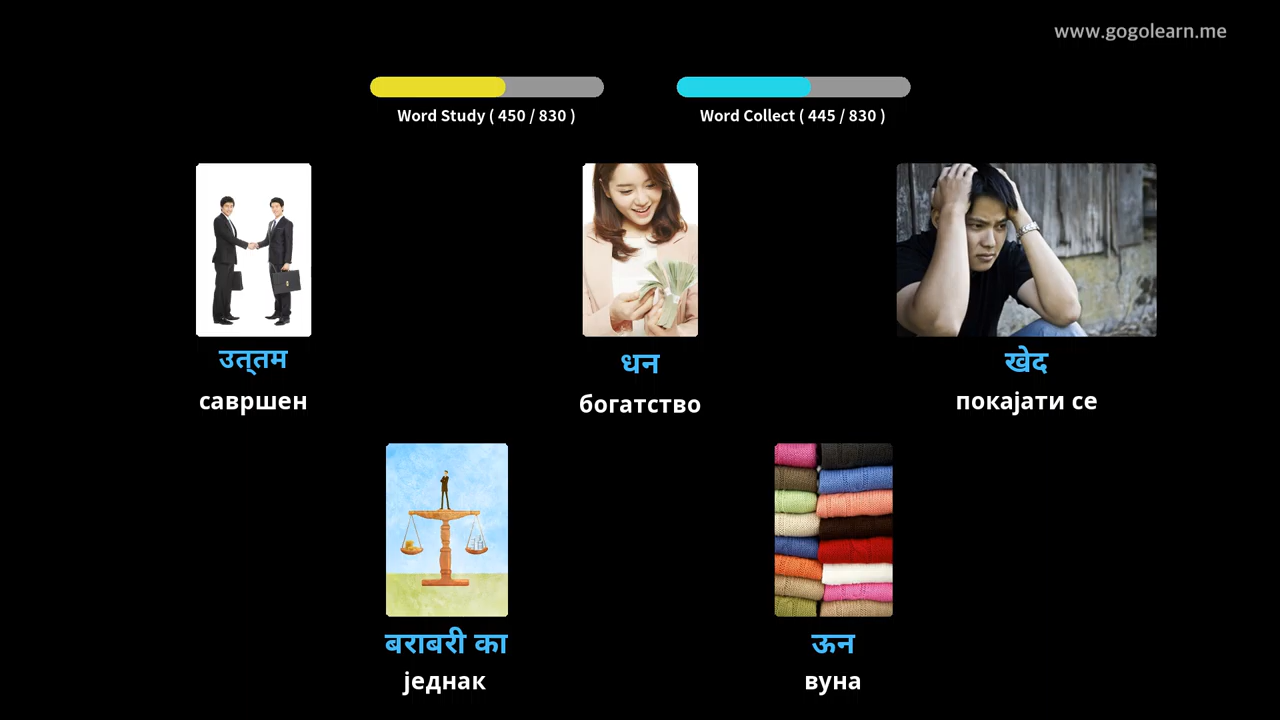 www.gogolearn.me
Word Study ( 450 / 830 )
Word Collect ( 445 / 830 )
उत्तम
धन
खेद
савршен
богатство
покајати се
बराबरी का
ऊन
једнак
вуна